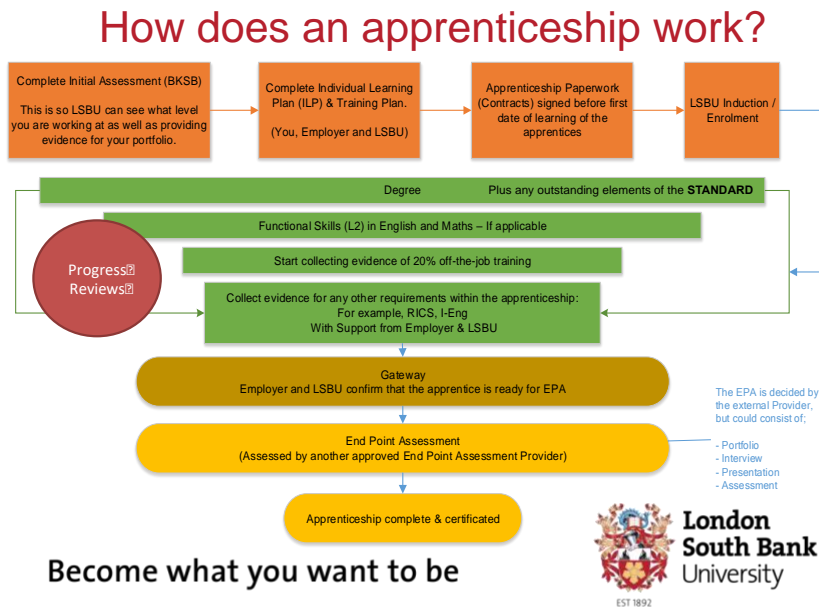 How does an apprenticeship work?
Complete Initial Assessment (BKSB)
This is so LSBU can see what level
you are working at as well as providing
evidence for your portfolio.
Complete Individual Learning
Plan (ILP) & Training Plan.
(You, Employer and LSBU)
Apprenticeship Paperwork
(Contracts) signed before first
date of learning of the
apprentices
LSBU Induction /
Enrolment
Degree Plus any outstanding elements of the STANDARD
Functional Skills (L2) in English and Maths – If applicable
Start collecting evidence of 20% off-the-job training
Progress
Reviews
Collect evidence for any other requirements within the apprenticeship:
For example, RICS, I-Eng
With Support from Employer & LSBU
Gateway
Employer and LSBU confirm that the apprentice is ready for EPA
End Point Assessment
(Assessed by another approved End Point Assessment Provider)
The EPA is decided by
the external Provider,
but could consist of;
- Portfolio
- Interview
- Presentation
- Assessment
Apprenticeship complete & certificated
Become what you want to be
London
South Bank
University
EST 1892